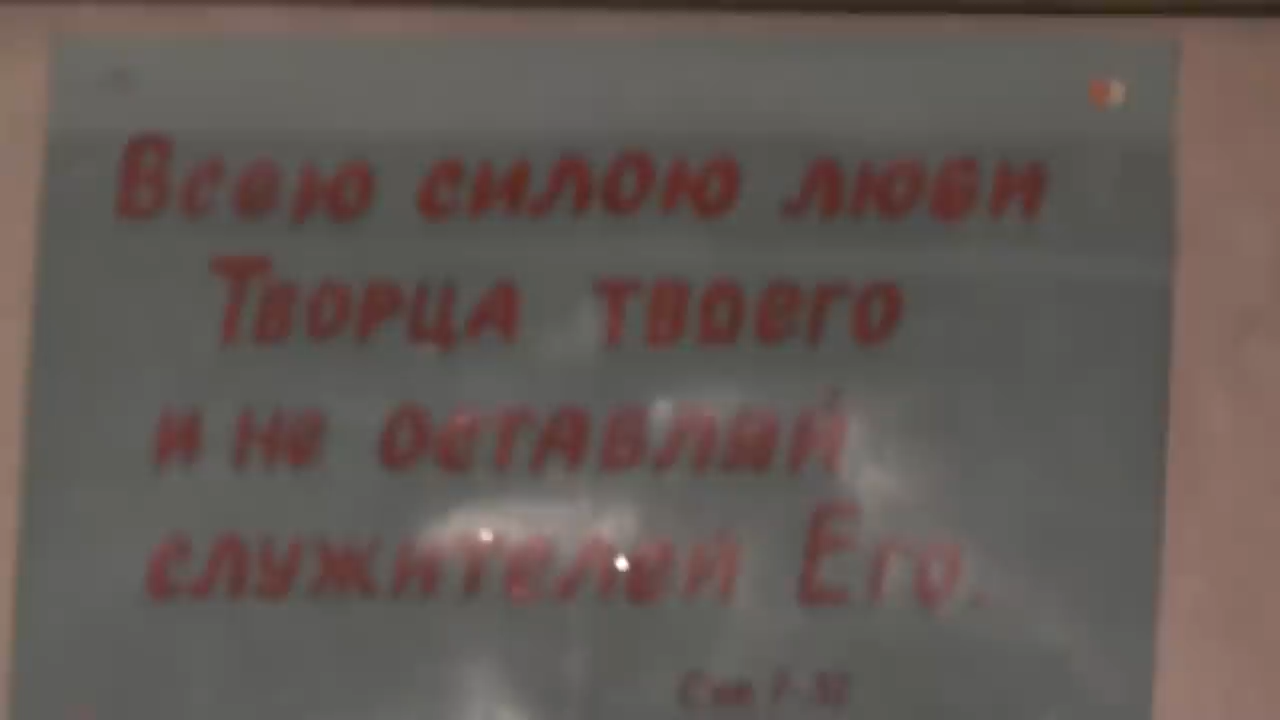 Всею силою люби
Творца твоего
и не оставляй
служителей Его.